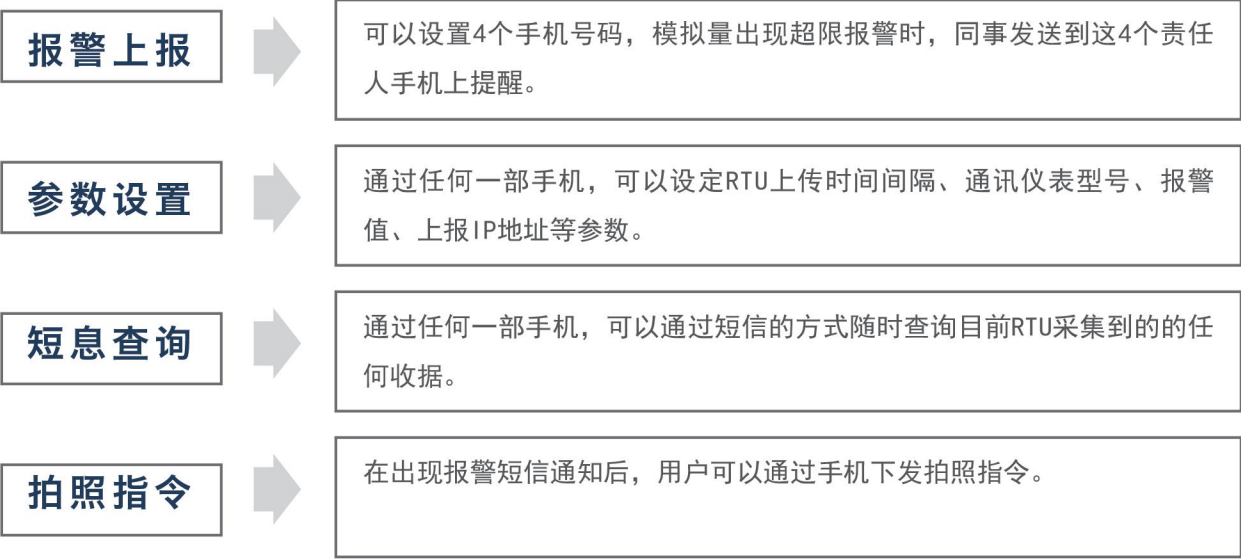 报警上报
可以设置4个手机号码，模拟量出现超限报警时，同事发送到这4个责任
人手机上提醒。
参数设置
通过任何一部手机，可以设定RTU上传时间间隔、通讯仪表型号、报警
值、上报IP地址等参数。
短息查询
通过任何一部手机，可以通过短信的方式随时查询目前RTU采集到的的任
何收据。
拍照指令
在出现报警短信通知后，用户可以通过手机下发拍照指令。